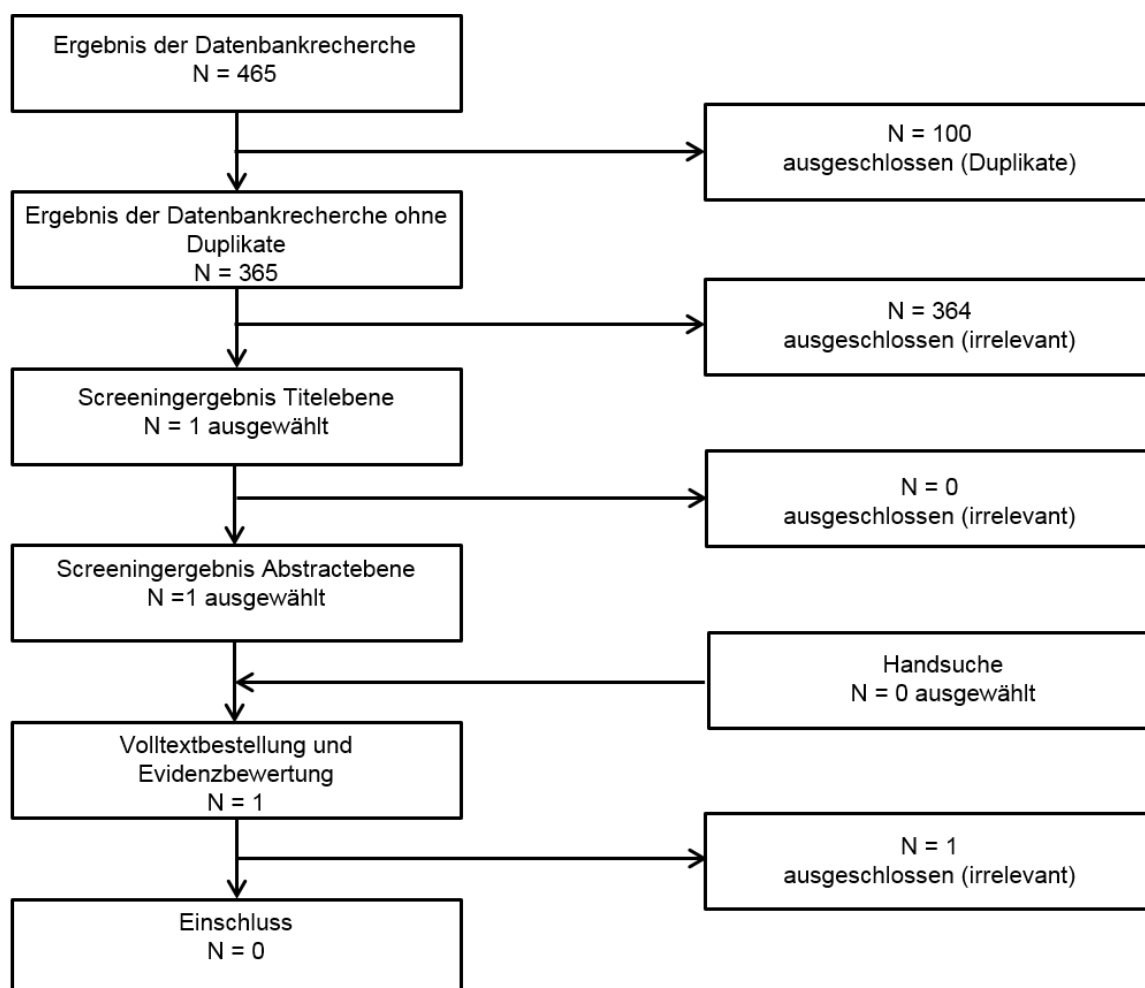 Ergebnis der Datenbankrecherche
N = 465
N = 100
ausgeschlossen (Duplikate)
Ergebnis der Datenbankrecherche ohne
Duplikate
N = 365
N = 364
ausgeschlossen (irrelevant)
Screeningergebnis Titelebene
N = 1 ausgewählt
N = 0
ausgeschlossen (irrelevant)
Screeningergebnis Abstractebene
N =1 ausgewählt
Handsuche
N = 0 ausgewählt
Volltextbestellung und
Evidenzbewertung
N = 1
N = 1
ausgeschlossen (irrelevant)
Einschluss
N = 0